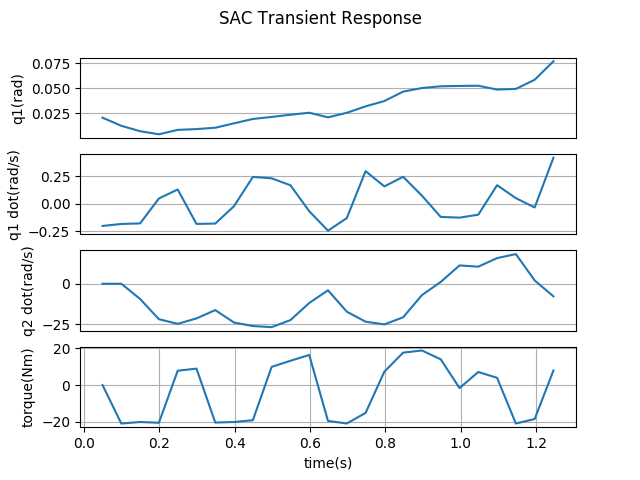 SAC Transient Response
q1(rad)
0.075
0.050
0.025
q1 dot(rad/s)
0.25
0.00
−0.25
q2 dot(rad/s)
0
−25
torque(Nm)
20
0
−20
0.0 0.2 0.4 0.6 0.8 1.0 1.2
time(s)